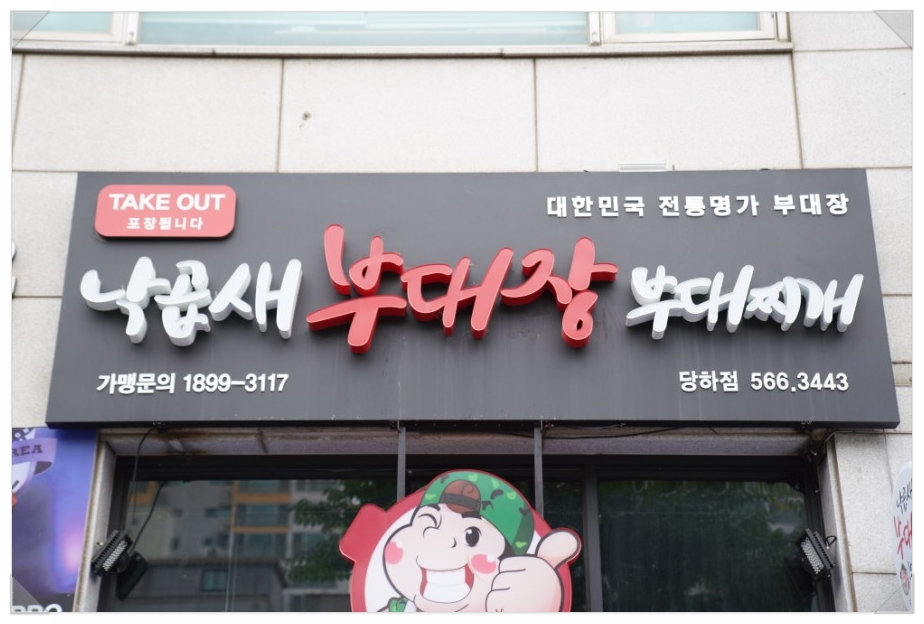 TAKE OUT
포장됩니다
대한민국 전통명가 부대장
낙곱새 부대장 부대찌개
가맹문의 1899-3117
당하점 566.3443